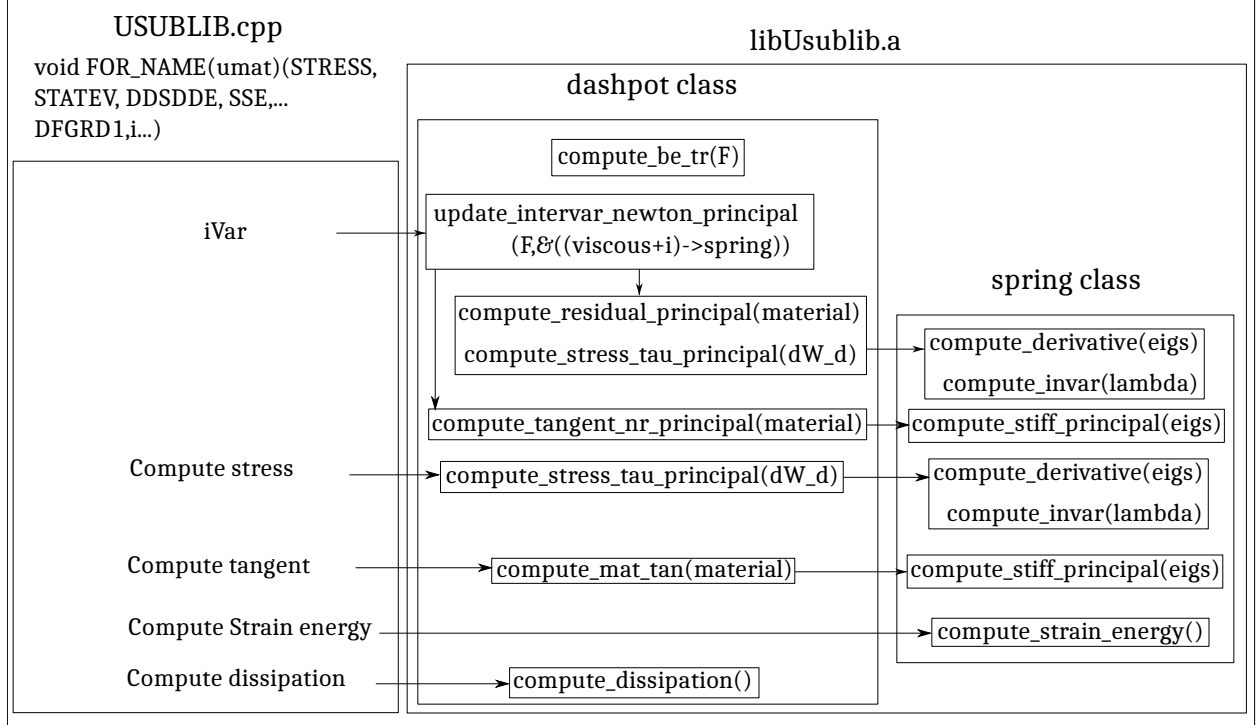 USUBLIB.cpp
void FOR_NAME(umat)(STRESS,
STATEV, DDSDDE, SSE,...
DFGRD1,i...)
libUsublib.a
dashpot class
compute_be_tr(F)
iVar
update_intervar_newton_principal
(F,&((viscous+i)->spring))
spring class
compute_residual_principal(material)
compute_stress_tau_principal(dW_d)
compute_derivative(eigs)
compute_invar(lambda)
compute_tangent_nr_principal(material)
compute_stiff_principal(eigs)
Compute stress
compute_stress_tau_principal(dW_d)
compute_derivative(eigs)
compute_invar(lambda)
Compute tangent
compute_mat_tan(material)
compute_stiff_principal(eigs)
Compute Strain energy
compute_strain_energy()
Compute dissipation
compute_dissipation()